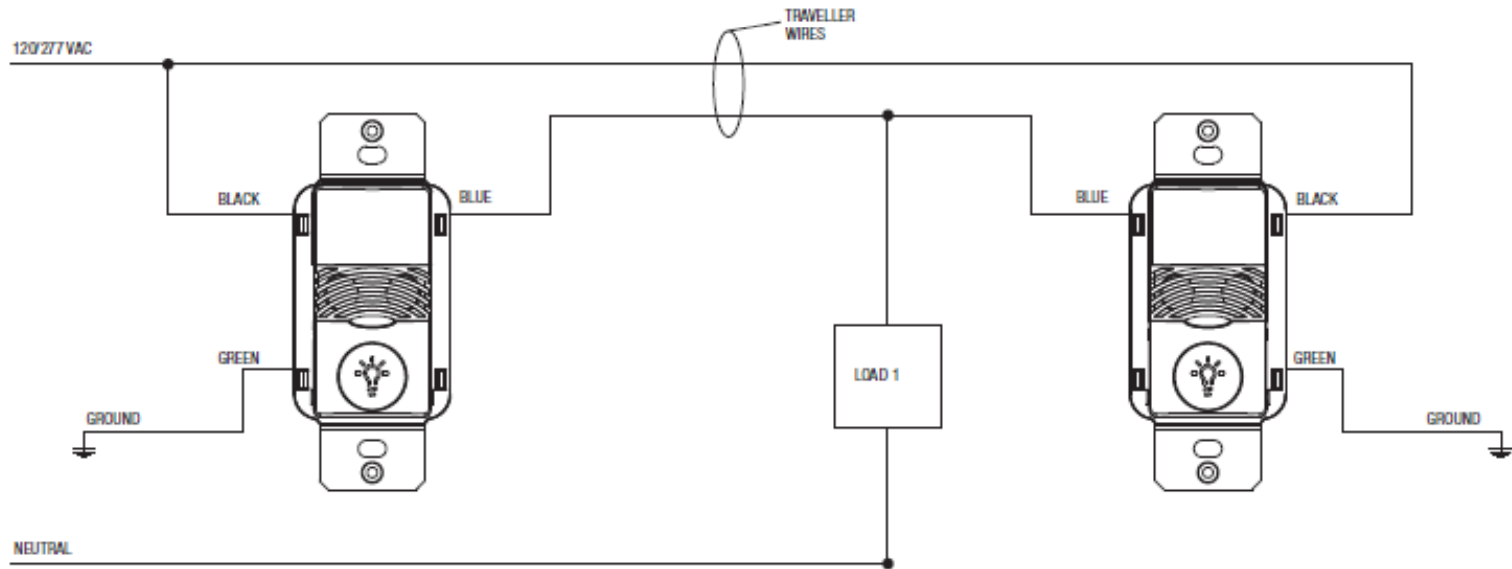 TRAVELLER
WIRES
120/277 VAC
BLACK
BLUE
BLUE
BLACK
GREEN
LOAD 1
GREEN
GROUND
GROUND
NEUTRAL